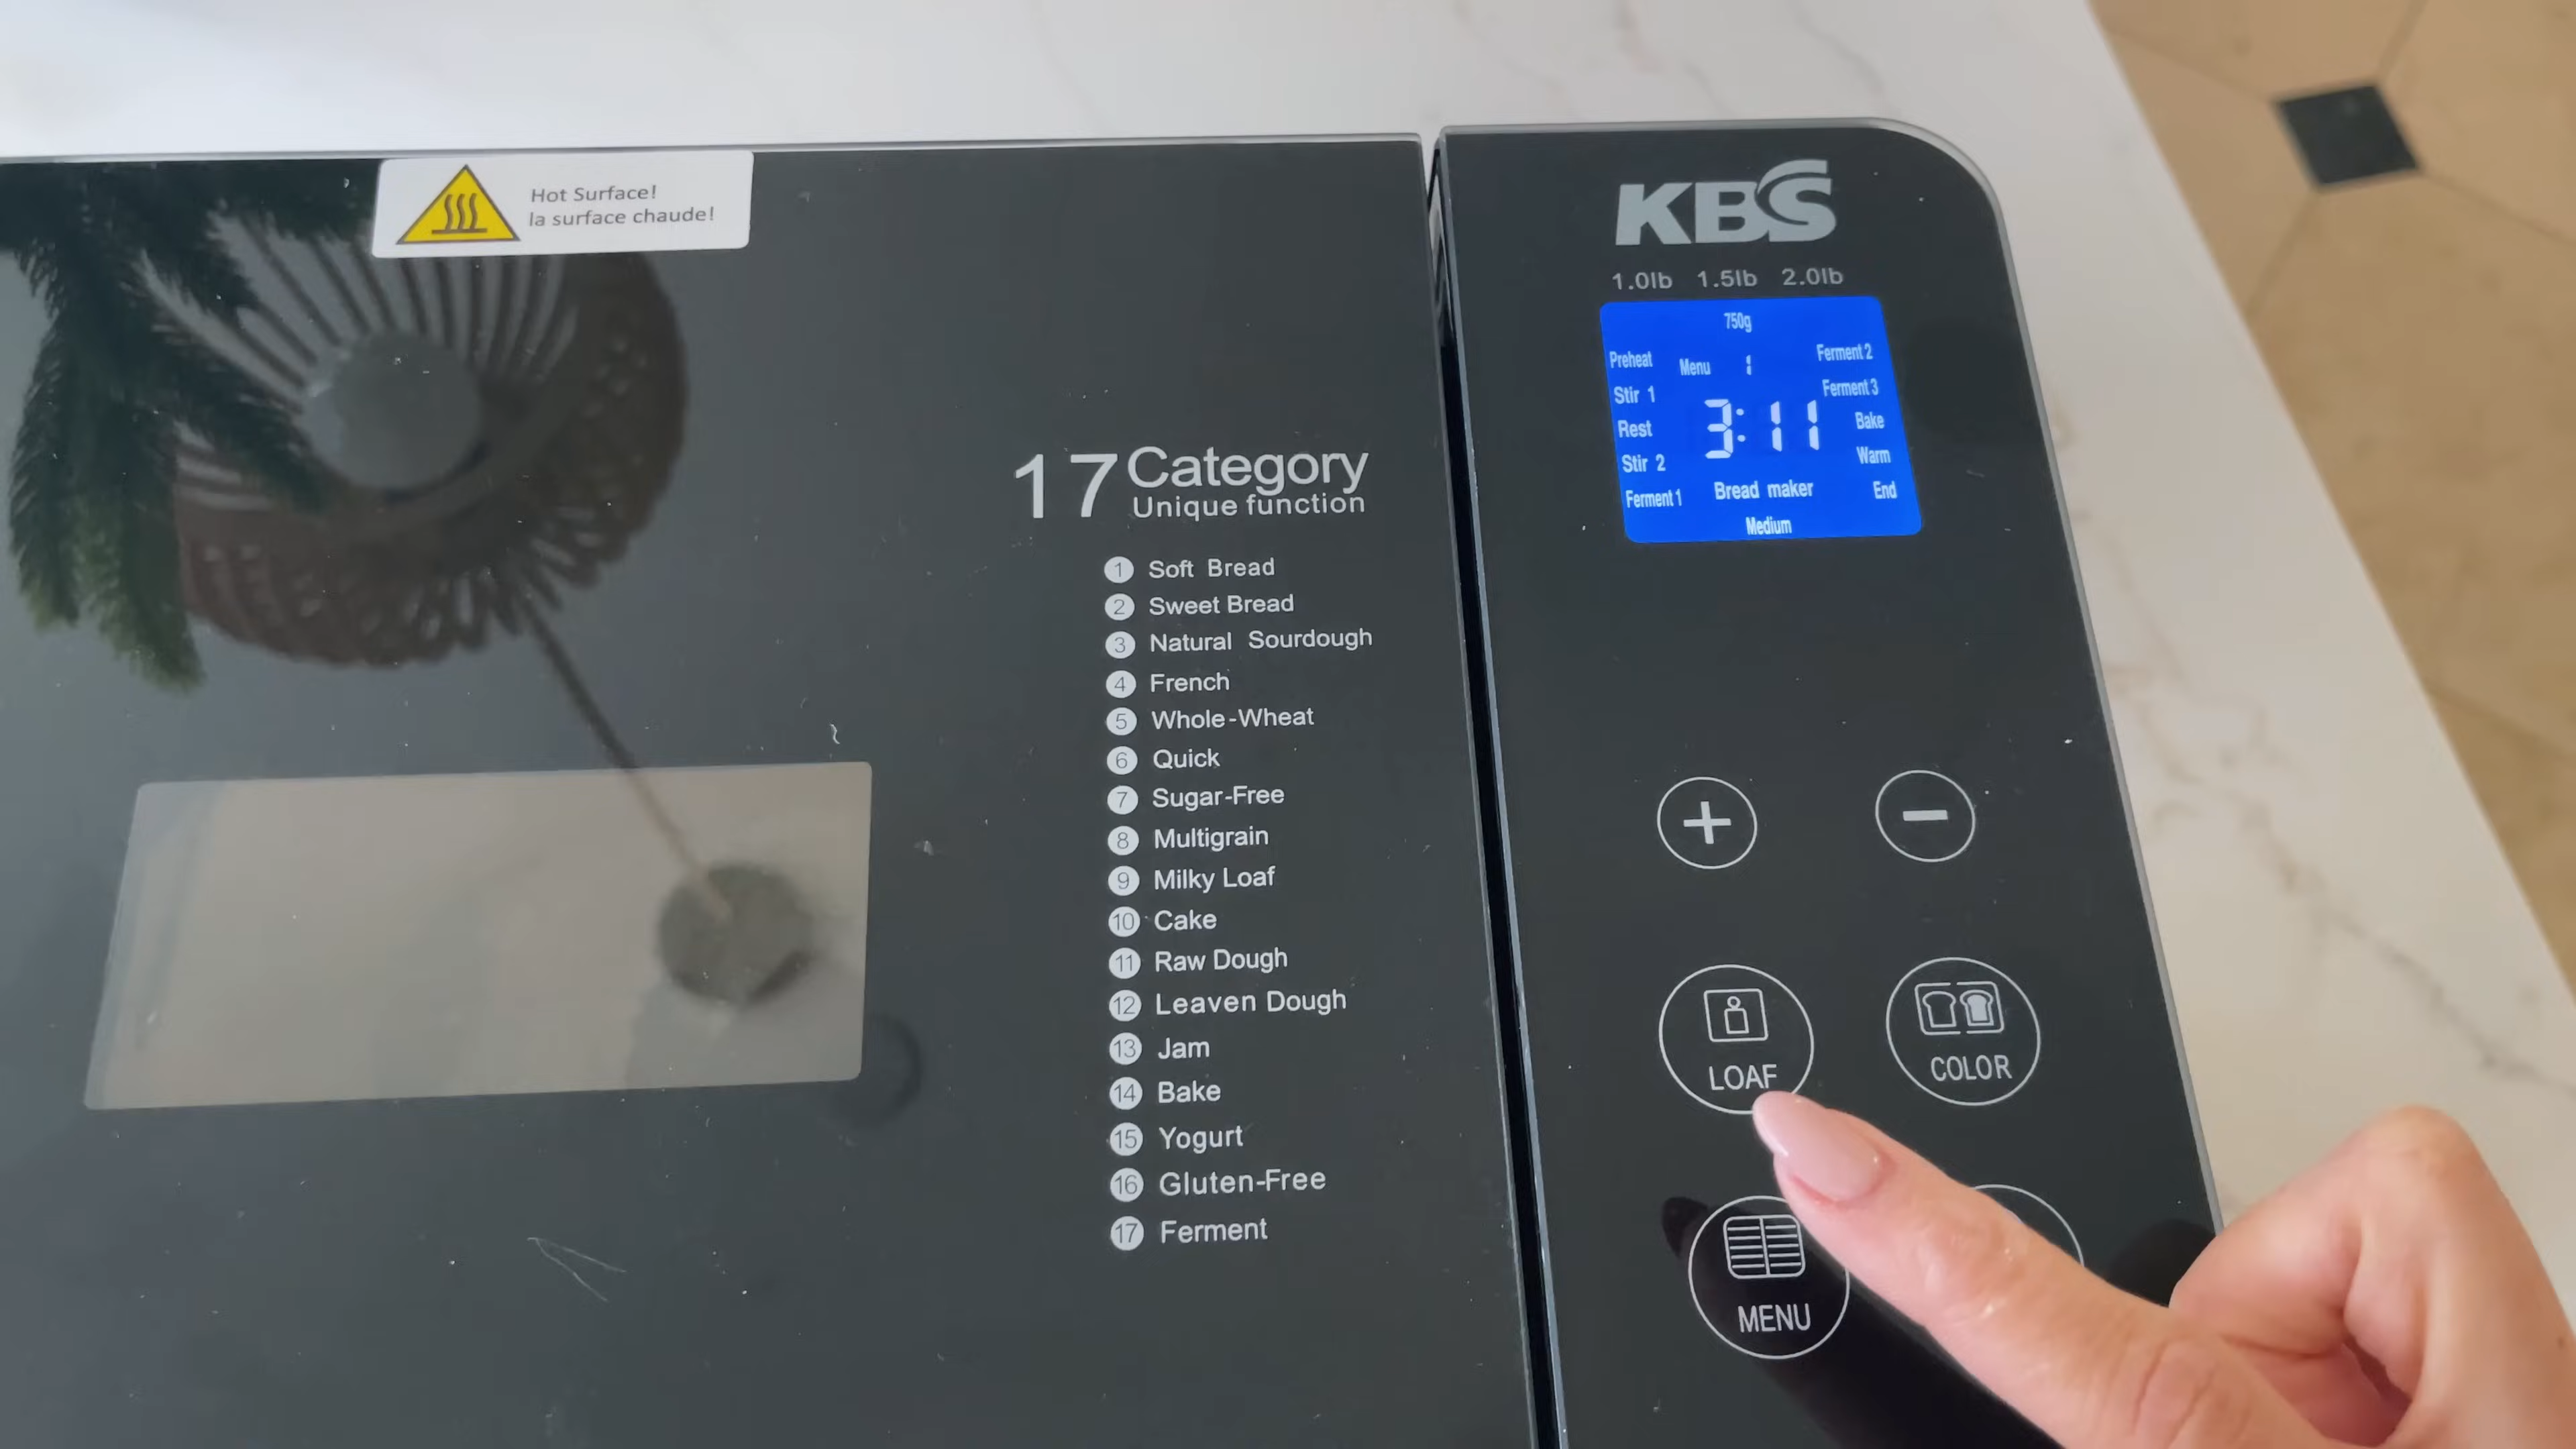 Hot Surface!
la surface chaude!
17 Category
Unique function
1 Soft Bread
2 Sweet Bread
3 Natural Sourdough
4 French
5 Whole-Wheat
6 Quick
7 Sugar-Free
8 Multigrain
9 Milky Loaf
10 Cake
11 Raw Dough
12 Leaven Dough
13 Jam
14 Bake
15 Yogurt
16 Gluten-Free
17 Ferment
KBS
1.0lb 1.5lb 2.0lb
750g
Preheat Menu 1 Ferment 2
Stir 1 Ferment 3
Rest 3:11 Bake
Stir 2 Warm
Ferment 1 Bread maker End
Medium
LOAF COLOR
MENU